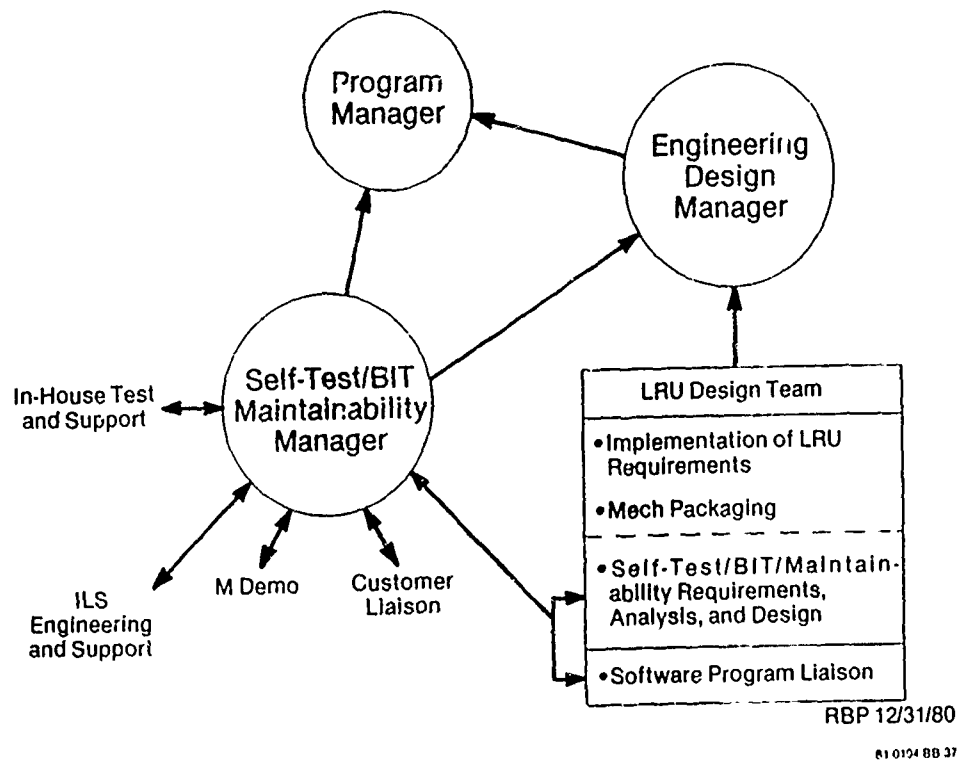 Program
Manager
Engineering
Design
Manager
Self-Test/BIT
Maintainability
Manager
In-House Test
and Support
ILS
Engineering
and Support
M Demo
Customer
Liaison
LRU Design Team
•Implementation of LRU
Requirements
•Mech Packaging
•Self-Test/BIT/Maintain-
ability Requirements,
Analysis, and Design
•Software Program Liaison
RBP 12/31/80